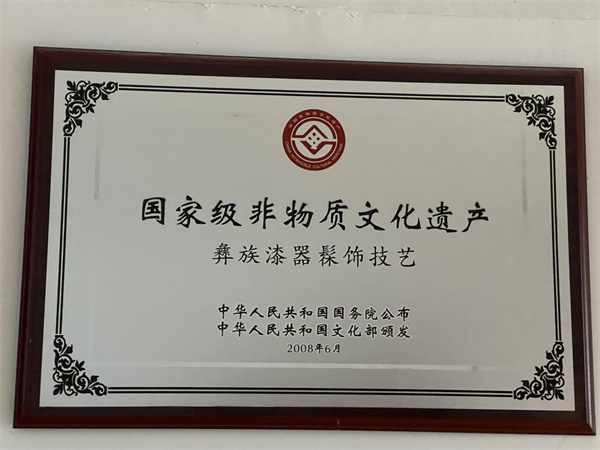 国家级非物质文化遗产
彝族漆器髹饰技艺
中华人民共和国国务院公布
中华人民共和国文化部颁发
2008年6月